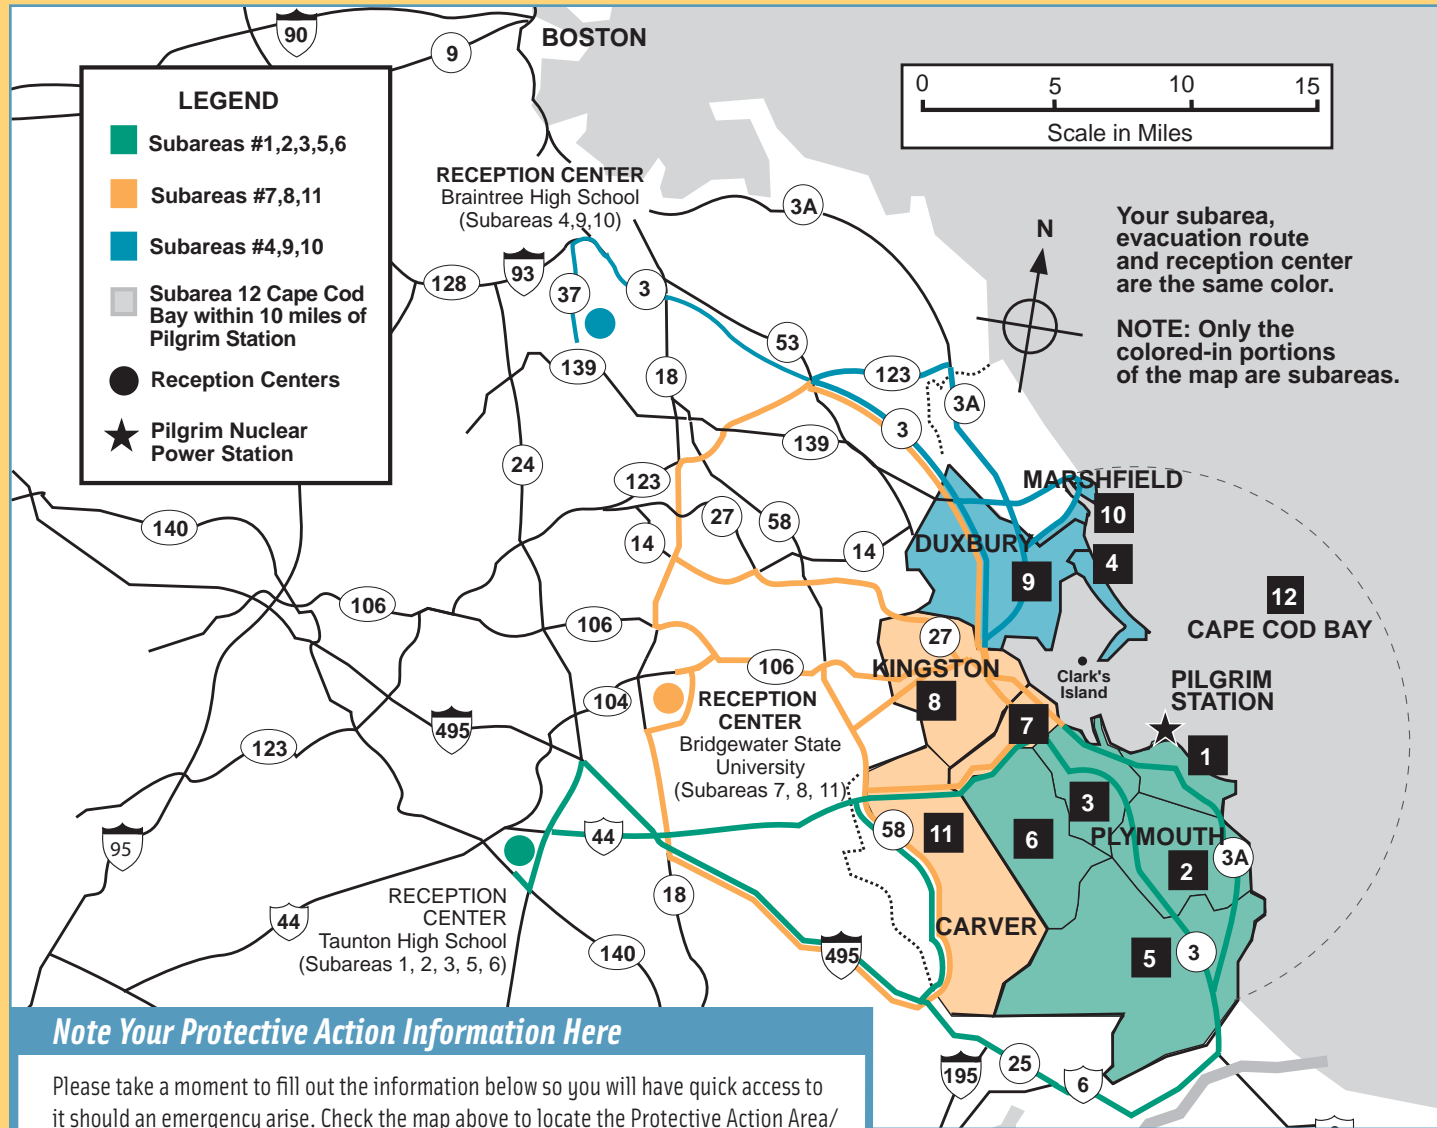 90
9
BOSTON
LEGEND
Subareas #1,2,3,5,6
Subareas #7,8,11
Subareas #4,9,10
Subarea 12 Cape Cod
Bay within 10 miles of
Pilgrim Station
Reception Centers
Pilgrim Nuclear
Power Station
0 5 10 15
Scale in Miles
RECEPTION CENTER
Braintree High School
(Subareas 4,9,10)
3A
N
Your subarea,
evacuation route
and reception center
are the same color.
NOTE: Only the
colored-in portions
of the map are subareas.
128
93
37
3
53
139
18
123
3A
3
139
24
123
MARSHFIELD
10
27
58
140
14
14
DUXBURY
4
9
12
CAPE COD BAY
106
106
27
106
KINGSTON
Clark's
Island
PILGRIM
STATION
8
104
RECEPTION
CENTER
Bridgewater State
University
(Subareas 7, 8, 11)
495
7
123
1
3
58
11
6
PLYMOUTH
95
44
3A
2
RECEPTION
CENTER
Taunton High School
(Subareas 1, 2, 3, 5, 6)
18
44
CARVER
140
495
5
3
Note Your Protective Action Information Here
195
25
6
Please take a moment to fill out the information below so you will have quick access to
it should an emergency arise. Check the map above to locate the Protective Action Area/